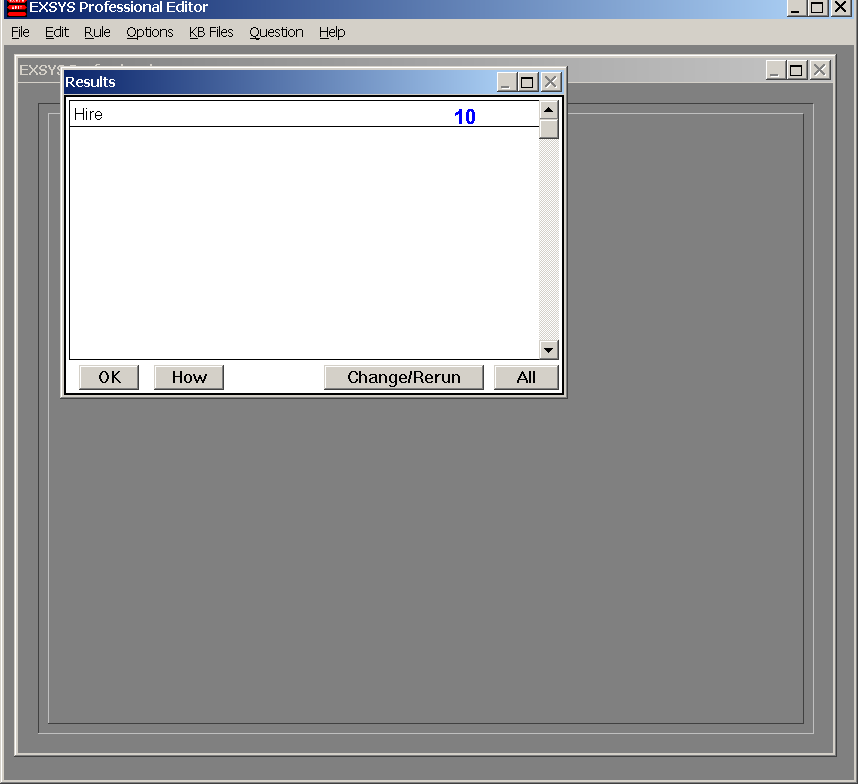 EXSYS Professional Editor
File Edit Rule Options KB Files Question Help
EXSYS
Results
Hire 10
OK How Change/Rerun All